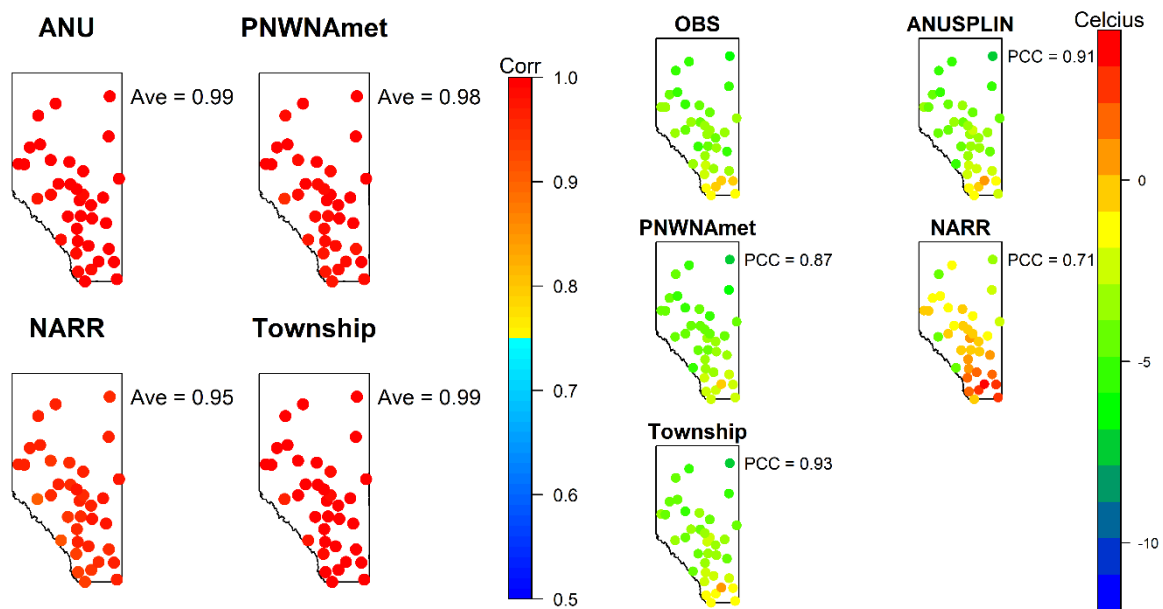 ANU
PNWNAmet
Corr
Ave = 0.99
Ave = 0.98
1.0
0.9
0.8
0.7
0.6
0.5
NARR
Township
Ave = 0.95
Ave = 0.99
OBS
ANUSPLIN
Celcius
PCC = 0.91
PNWNAmet
NARR
PCC = 0.87
PCC = 0.71
Township
PCC = 0.93
0
-5
-10